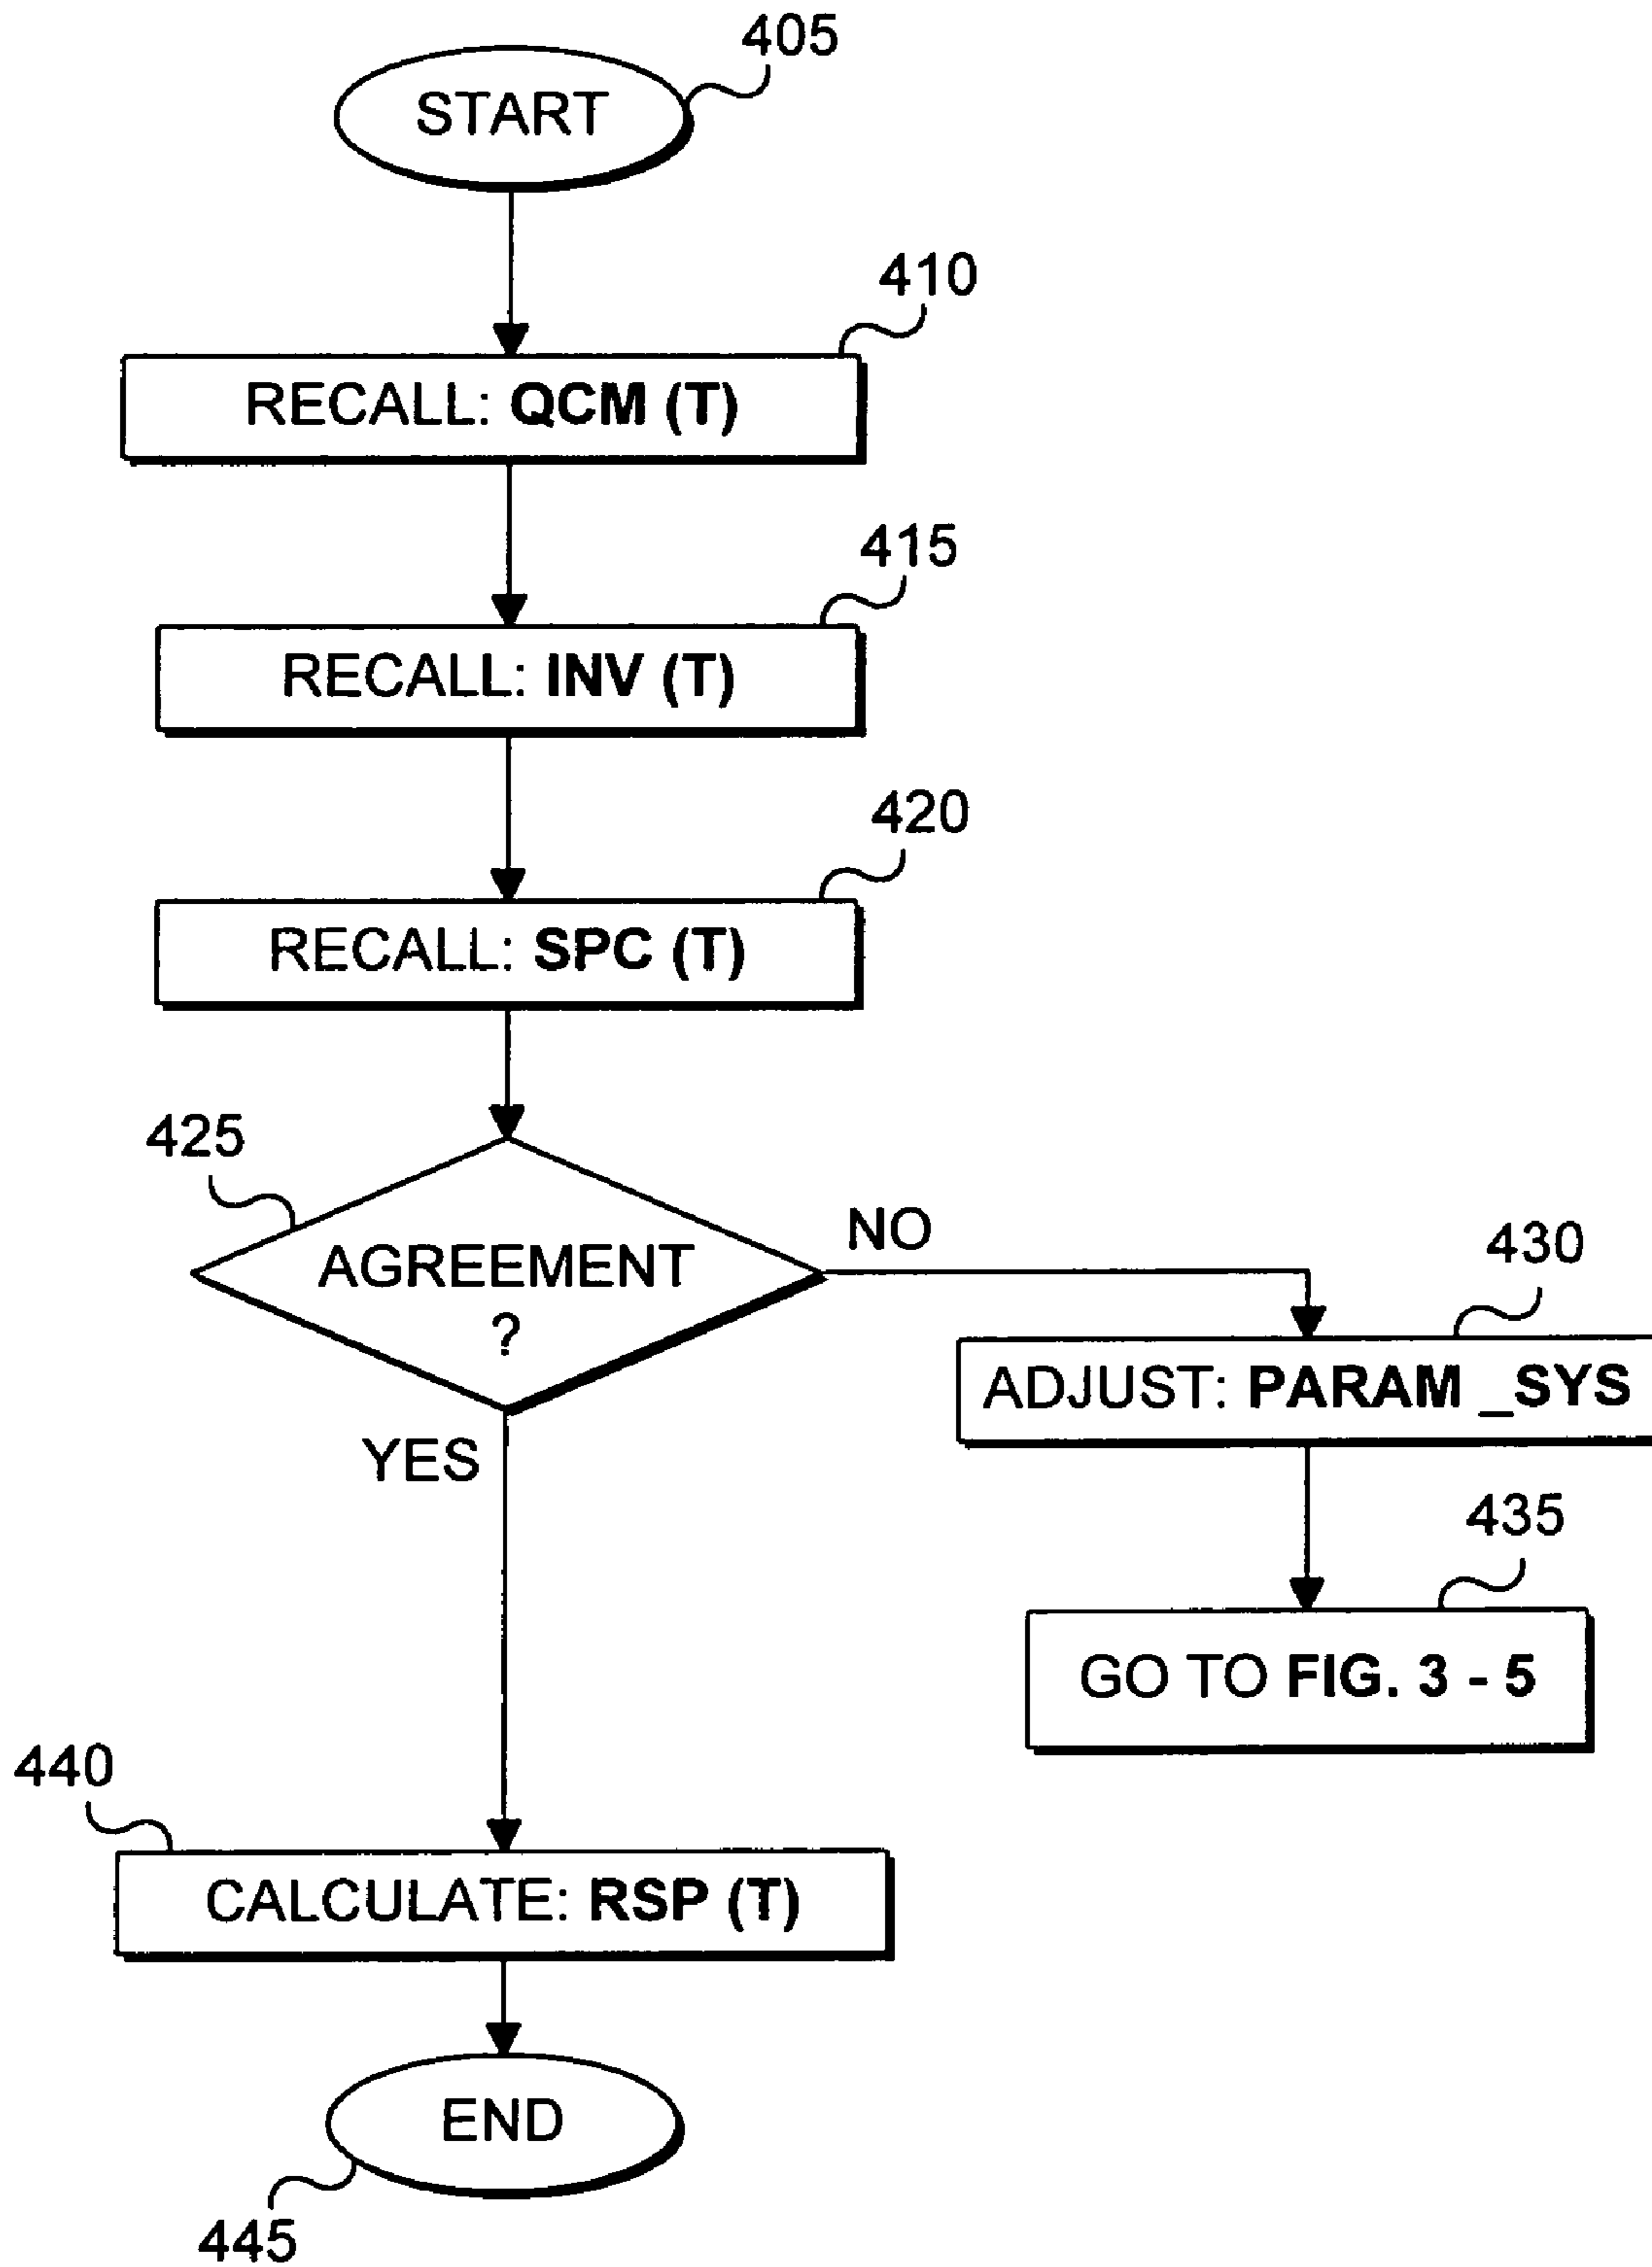 405
START
410
RECALL: QCM (T)
415
RECALL: INV (T)
420
RECALL: SPC (T)
425
AGREEMENT
?
NO
YES
430
ADJUST: PARAM _SYS
435
GO TO FIG. 3 - 5
440
CALCULATE: RSP (T)
END
445